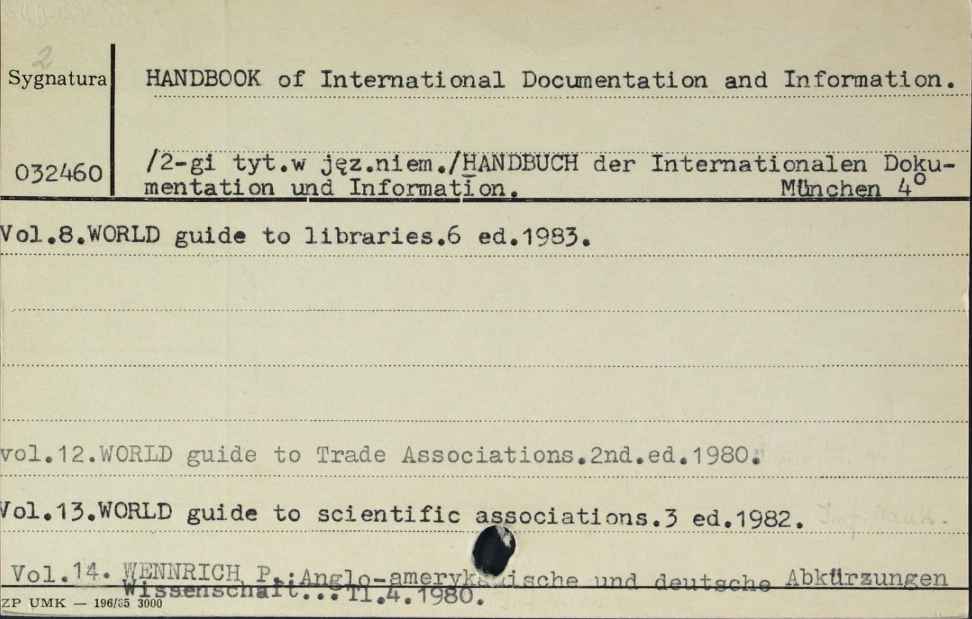 2
Sygnatura
HANDBOOK of International Documentation and Information.
032460
/2-gi tyt.w jęz.niem./HANDBUCH der Internationalen Doku-
mentation und Information. München 4°
Vol.8.WORLD guide to libraries.6 ed.1983.
vol.12.WORLD guide to Trade Associations.2nd.ed.1980.
Vol.13.WORLD guide to scientific associations.3 ed.1982.
Vol.14. WENNRICH P.:Anglo-amerykanische und deutsche Abkürzungen
Wissenschaft...Tl.4.1980.
ZP UMK — 196/85 3000